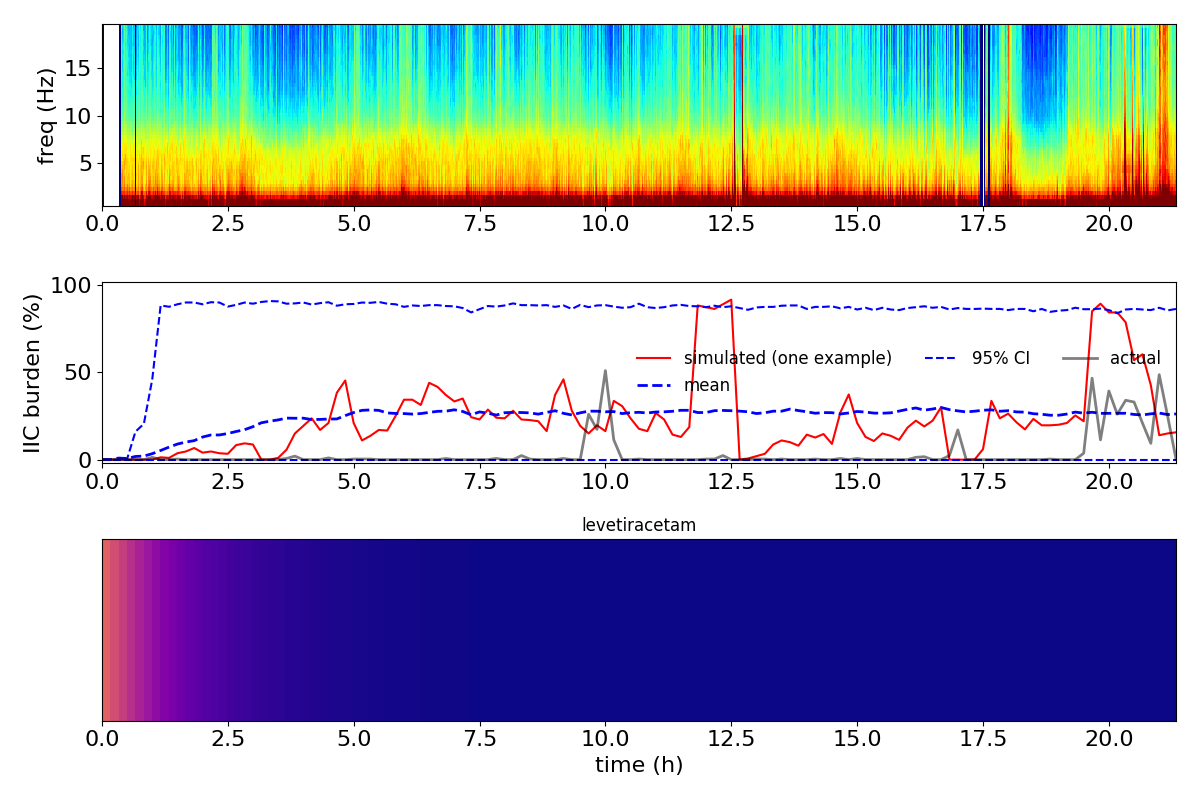 freq (Hz)
15
10
5
0.0 2.5 5.0 7.5 10.0 12.5 15.0 17.5 20.0
IIC burden (%)
100
50
0
simulated (one example) 95% CI actual
mean
0.0 2.5 5.0 7.5 10.0 12.5 15.0 17.5 20.0
levetiracetam
0.0 2.5 5.0 7.5 10.0 12.5 15.0 17.5 20.0
time (h)